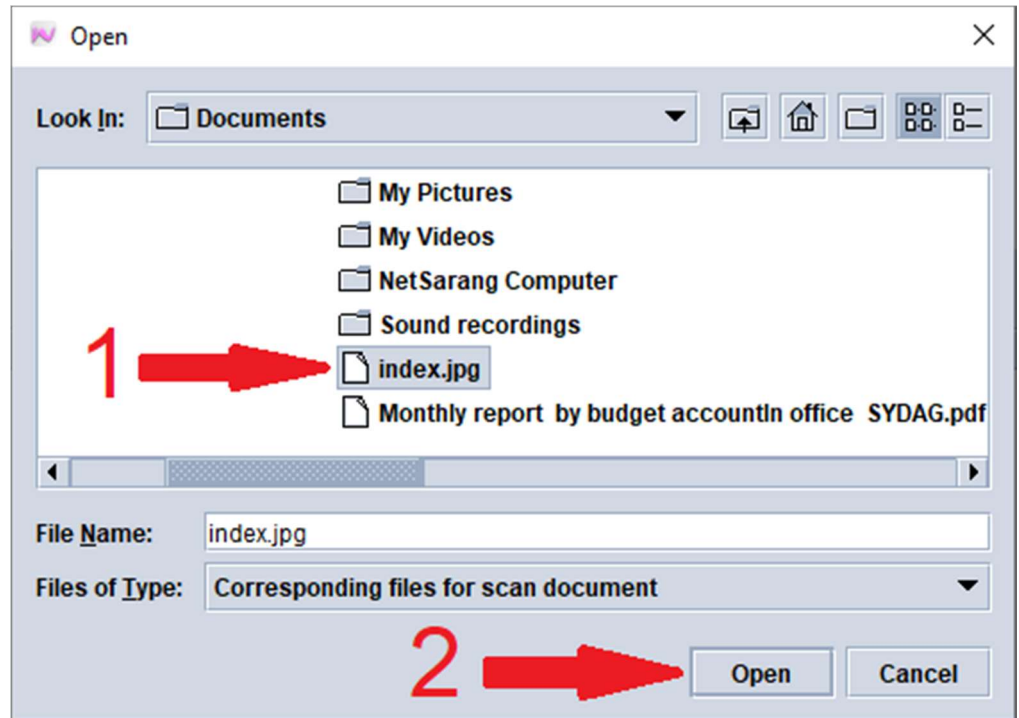 Open
Look In: Documents
My Pictures
My Videos
NetSarang Computer
Sound recordings
1
index.jpg
Monthly report by budget accountIn office SYDAG.pdf
File Name: index.jpg
Files of Type: Corresponding files for scan document
2 Open Cancel